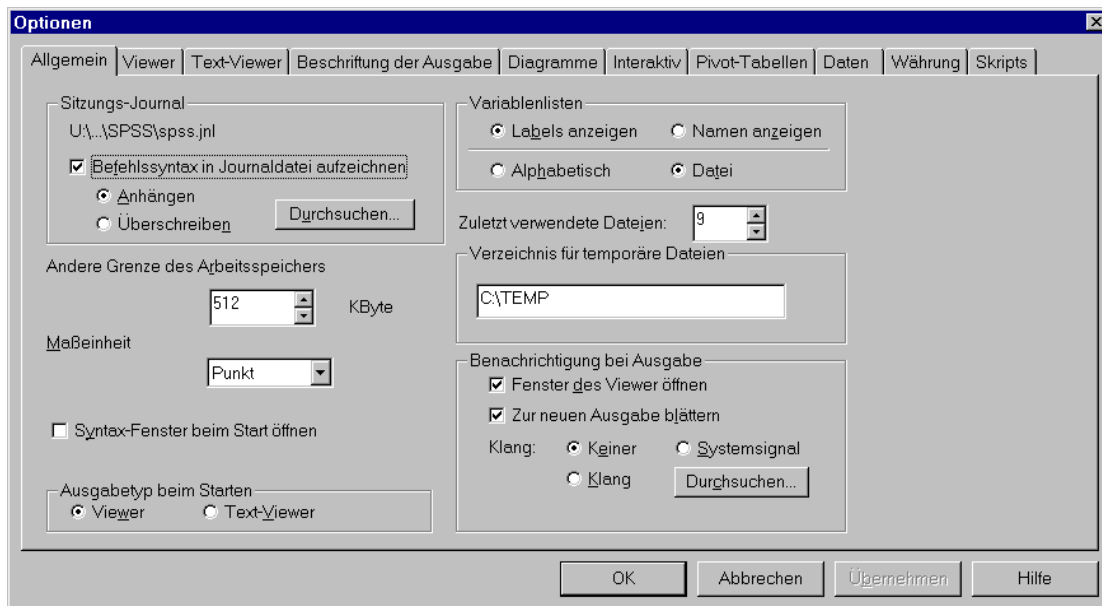 Optionen
Allgemein Viewer Text-Viewer Beschriftung der Ausgabe Diagramme Interaktiv Pivot-Tabellen Daten Währung Skripts
Sitzungs-Journal
U:\...\SPSS\spss.jnl
Befehlssyntax in Journaldatei aufzeichnen
Anhängen
Überschreiben
Durchsuchen...
Andere Grenze des Arbeitsspeichers
512 KByte
Maßeinheit
Punkt
Syntax-Fenster beim Start öffnen
Ausgabetyp beim Starten
Viewer Text-Viewer
Variablenlisten
Labels anzeigen Namen anzeigen
Alphabetisch Datei
Zuletzt verwendete Dateien: 9
Verzeichnis für temporäre Dateien
C:\TEMP
Benachrichtigung bei Ausgabe
Fenster des Viewer öffnen
Zur neuen Ausgabe blättern
Klang: Keiner Systemsignal
Klang Durchsuchen...
OK Abbrechen Übernehmen Hilfe